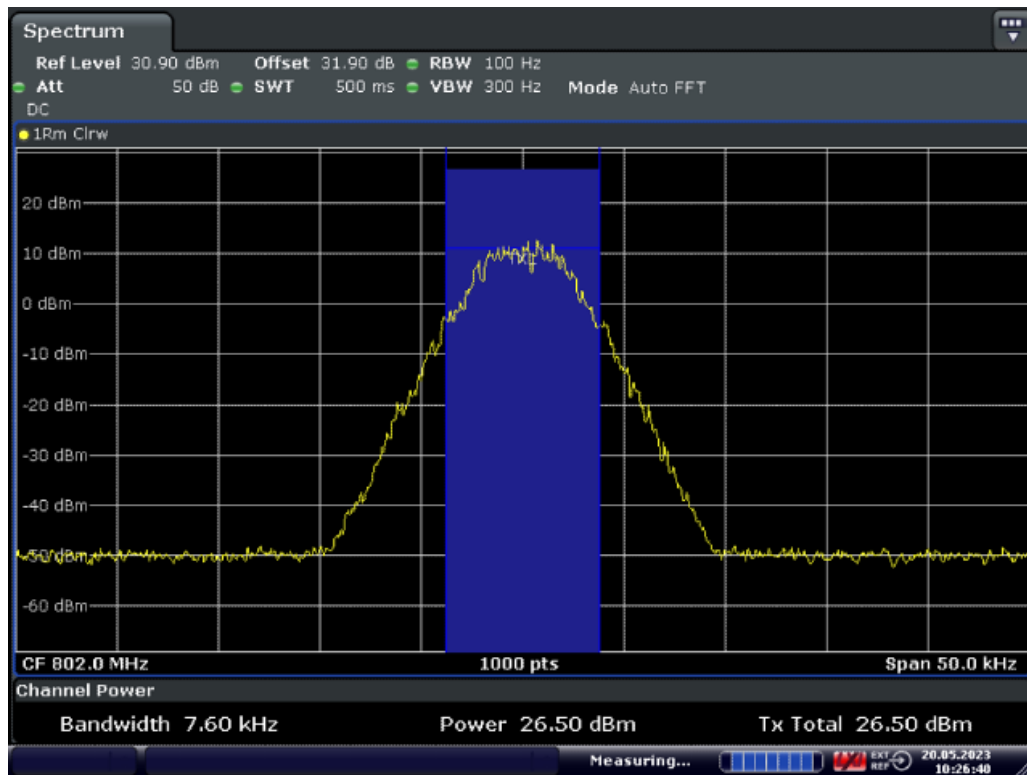 Spectrum
Ref Level 30.90 dBm Offset 31.90 dB RBW 100 Hz
Att 50 dB SWT 500 ms VBW 300 Hz Mode Auto FFT
DC
1Rm Clrw
20 dBm
10 dBm
0 dBm
-10 dBm
-20 dBm
-30 dBm
-40 dBm
-50 dBm
-60 dBm
CF 802.0 MHz 1000 pts Span 50.0 kHz
Channel Power
Bandwidth 7.60 kHz Power 26.50 dBm Tx Total 26.50 dBm
Measuring... EXT REF 20.05.2023
10:26:40